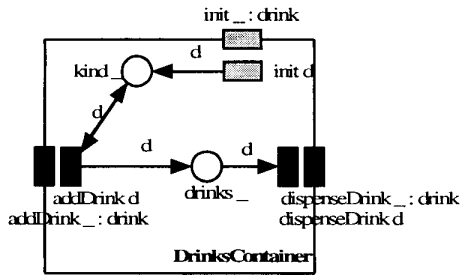 init _ : drink
d
kind _
init d
d
d
d
addDrink d
drinks _
dispenseDrink _ : drink
addDrink _ : drink
dispenseDrink d
DrinksContainer